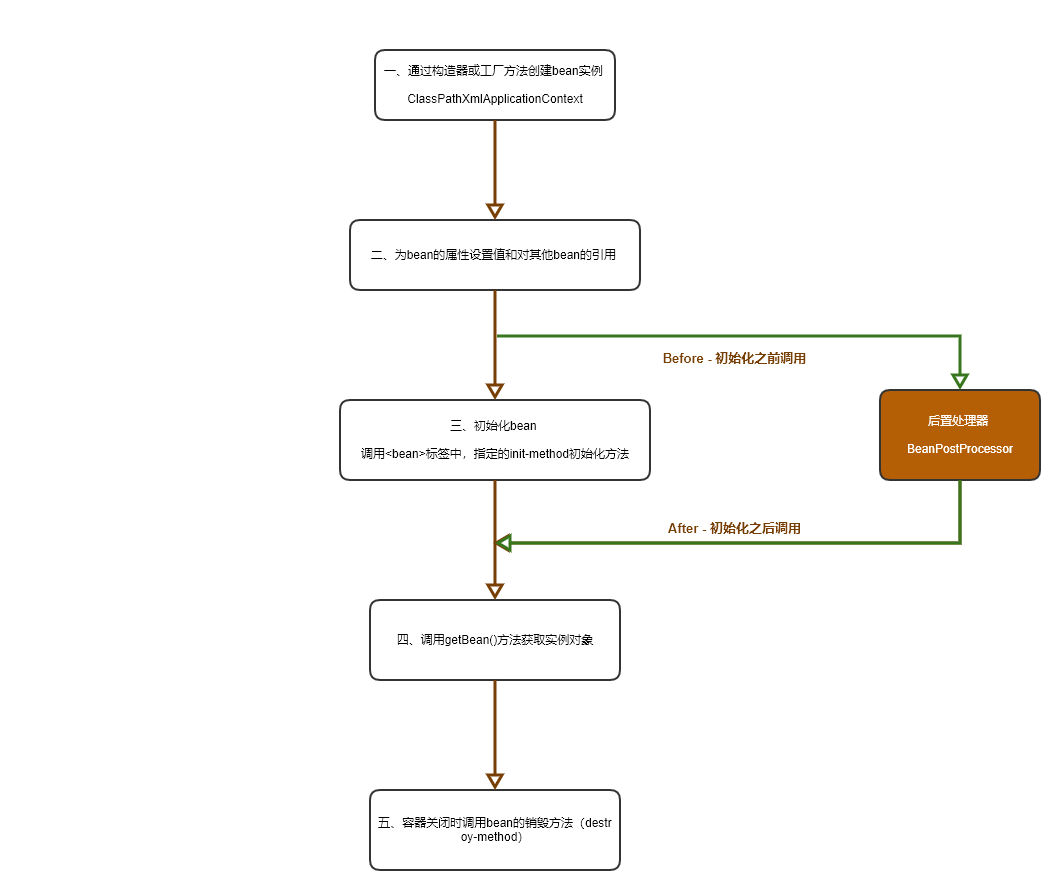 一、通过构造器或工厂方法创建bean实例
ClassPathXmlApplicationContext
二、为bean的属性设置值和对其他bean的引用
Before - 初始化之前调用
三、初始化bean
调用<bean>标签中，指定的init-method初始化方法
后置处理器
BeanPostProcessor
After - 初始化之后调用
四、调用getBean()方法获取实例对象
五、容器关闭时调用bean的销毁方法（destr
oy-method）